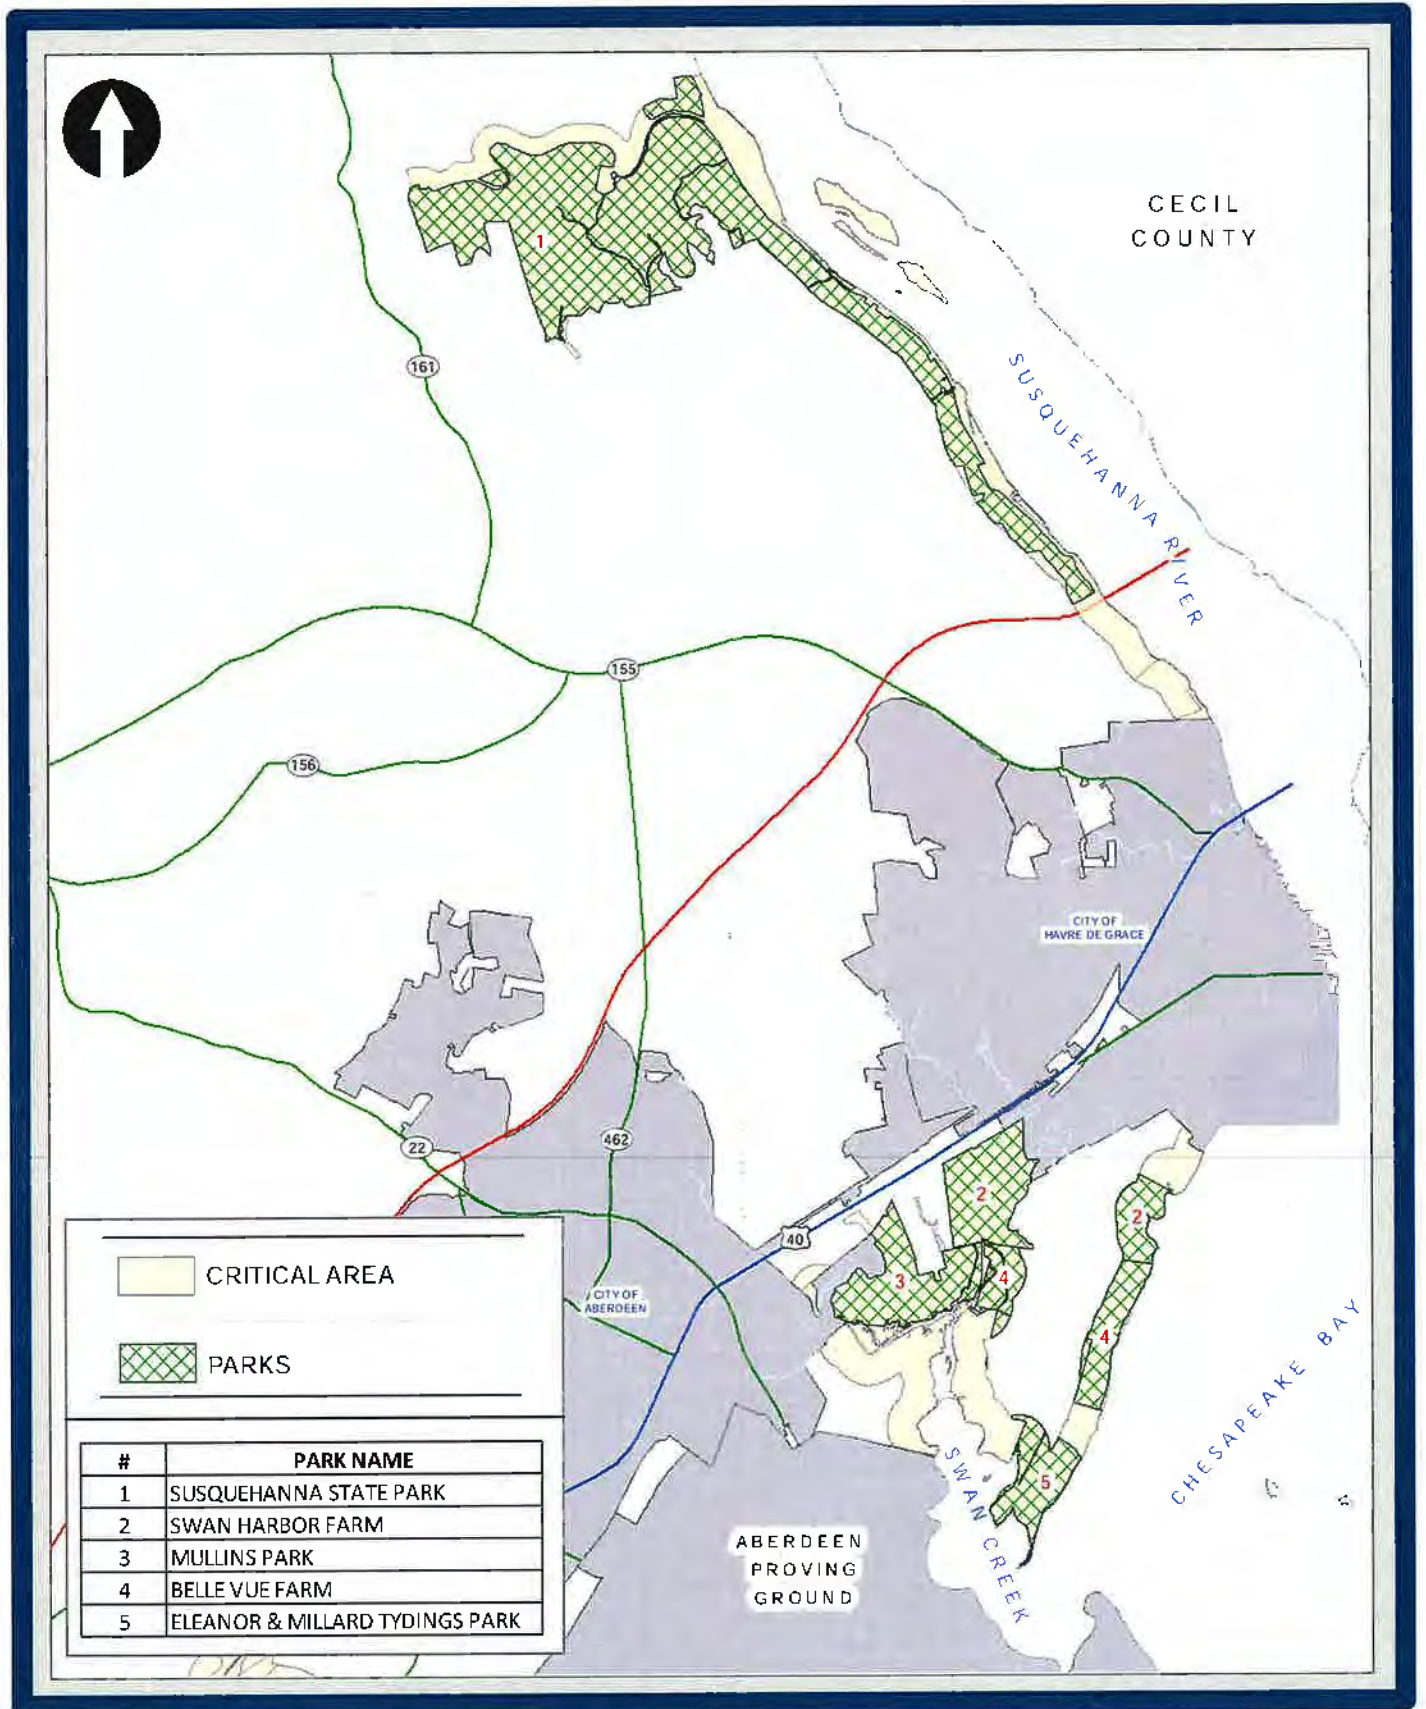 CECIL
COUNTY
1
161
SUSQUEHANNA RIVER
155
156
CITY OF
HAVRE DE GRACE
22
462
2
2
40
3
4
4
CITY OF
ABERDEEN
CHESAPEAKE BAY
5
SWAN CREEK
ABERDEEN
PROVING
GROUND
CRITICAL AREA
PARKS
# PARK NAME
1 SUSQUEHANNA STATE PARK
2 SWAN HARBOR FARM
3 MULLINS PARK
4 BELLE VUE FARM
5 ELEANOR & MILLARD TYDINGS PARK